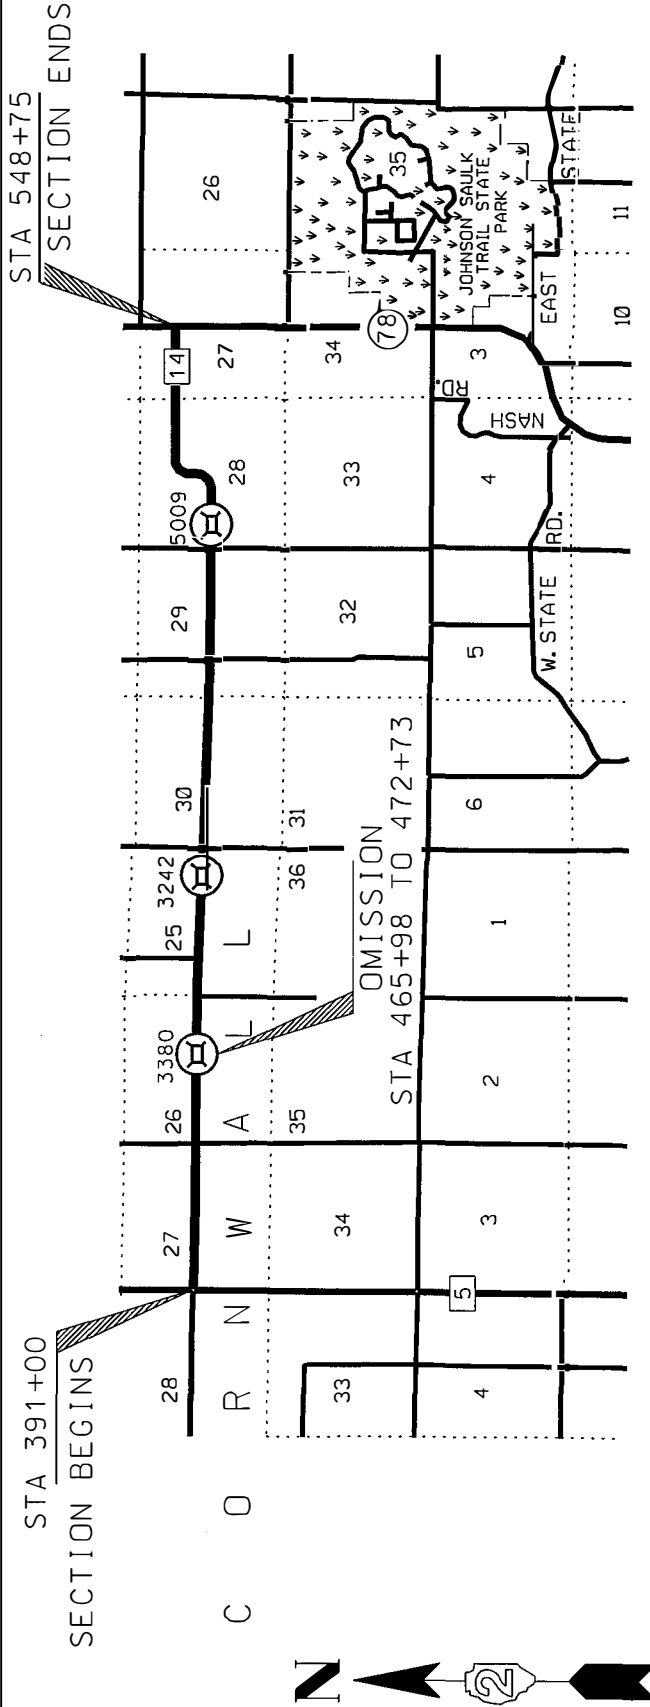 STA 548+75
SECTION ENDS
STA 391+00
SECTION BEGINS
OMISSION
STA 465+98 TO 472+73
CORNWALL
28
27
26
25
30
29
28
27
26
3380
3242
5009
14
33
34
35
36
31
32
33
34
35
78
5
4
3
2
1
6
5
4
3
10
11
JOHNSON SAULK
TRAIL STATE
PARK
NASH
RD.
W. STATE
RD.
EAST
STATE
N
2